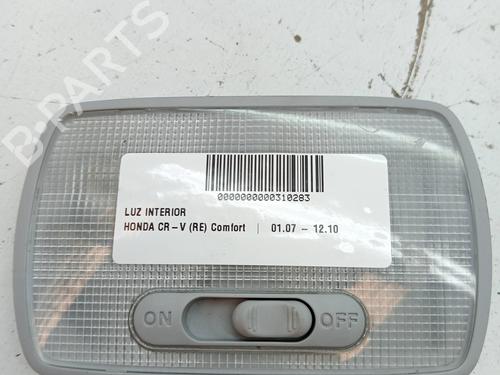 B-PARTS
0000000000310283
LUZ INTERIOR
HONDA CR-V (RE) Comfort | 01.07 - 12.10
ON OFF